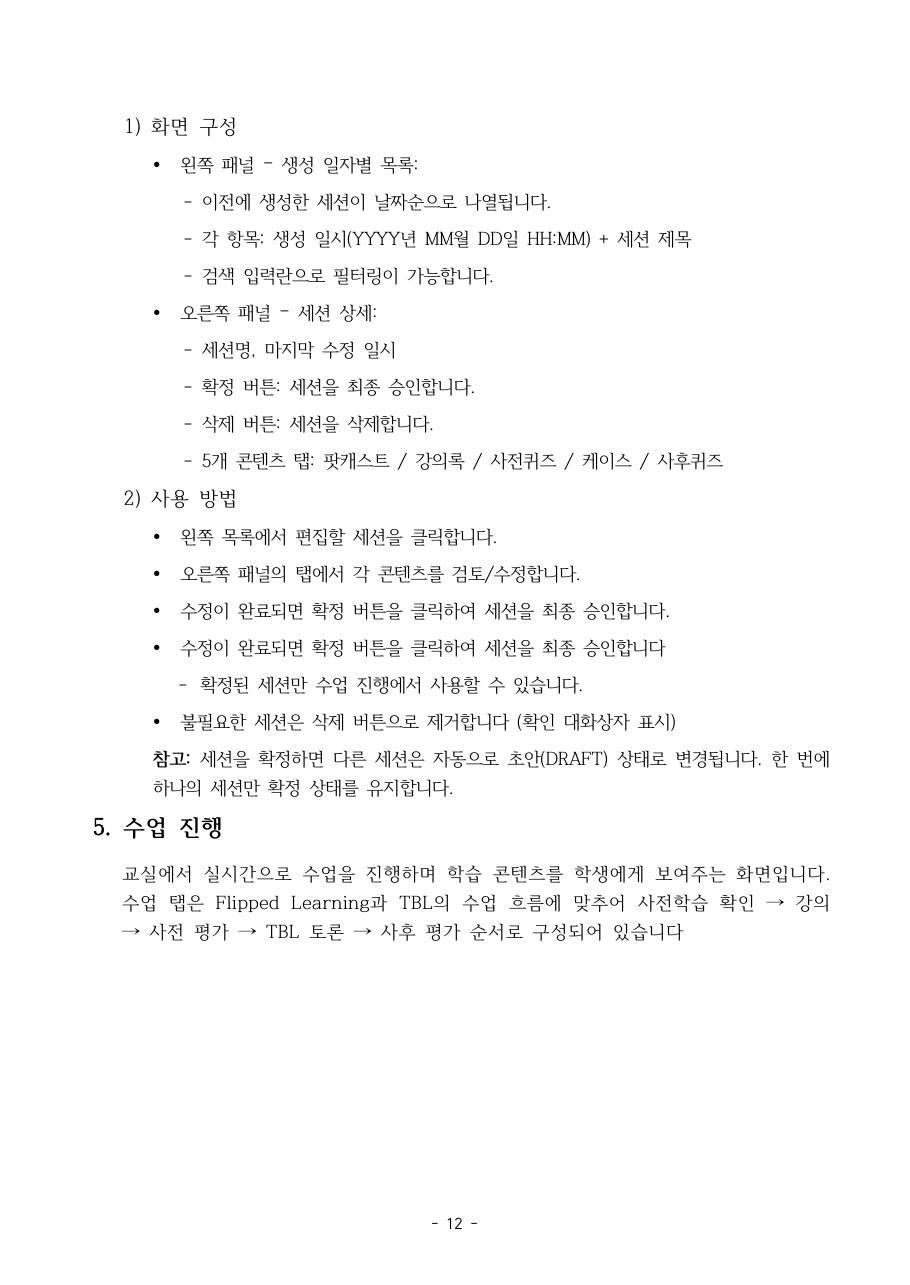 1) 화면 구성
• 왼쪽 패널 - 생성 일자별 목록:
- 이전에 생성한 세션이 날짜순으로 나열됩니다.
- 각 항목: 생성 일시(YYYY년 MM월 DD일 HH:MM) + 세션 제목
- 검색 입력란으로 필터링이 가능합니다.
• 오른쪽 패널 - 세션 상세:
- 세션명, 마지막 수정 일시
- 확정 버튼: 세션을 최종 승인합니다.
- 삭제 버튼: 세션을 삭제합니다.
- 5개 콘텐츠 탭: 팟캐스트 / 강의록 / 사전퀴즈 / 케이스 / 사후퀴즈
2) 사용 방법
• 왼쪽 목록에서 편집할 세션을 클릭합니다.
• 오른쪽 패널의 탭에서 각 콘텐츠를 검토/수정합니다.
• 수정이 완료되면 확정 버튼을 클릭하여 세션을 최종 승인합니다.
• 수정이 완료되면 확정 버튼을 클릭하여 세션을 최종 승인합니다
- 확정된 세션만 수업 진행에서 사용할 수 있습니다.
• 불필요한 세션은 삭제 버튼으로 제거합니다 (확인 대화상자 표시)
참고: 세션을 확정하면 다른 세션은 자동으로 초안(DRAFT) 상태로 변경됩니다. 한 번에
하나의 세션만 확정 상태를 유지합니다.
5. 수업 진행
교실에서 실시간으로 수업을 진행하며 학습 콘텐츠를 학생에게 보여주는 화면입니다.
수업 탭은 Flipped Learning과 TBL의 수업 흐름에 맞추어 사전학습 확인 → 강의
→ 사전 평가 → TBL 토론 → 사후 평가 순서로 구성되어 있습니다
- 12 -